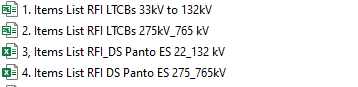 1. Items List RFI LTCBs 33kV to 132kV
2. Items List RFI LTCBs 275kV_765 kV
3, Items List RFI_DS Panto ES 22_132 kV
4. Items List RFI DS Panto ES 275_765kV